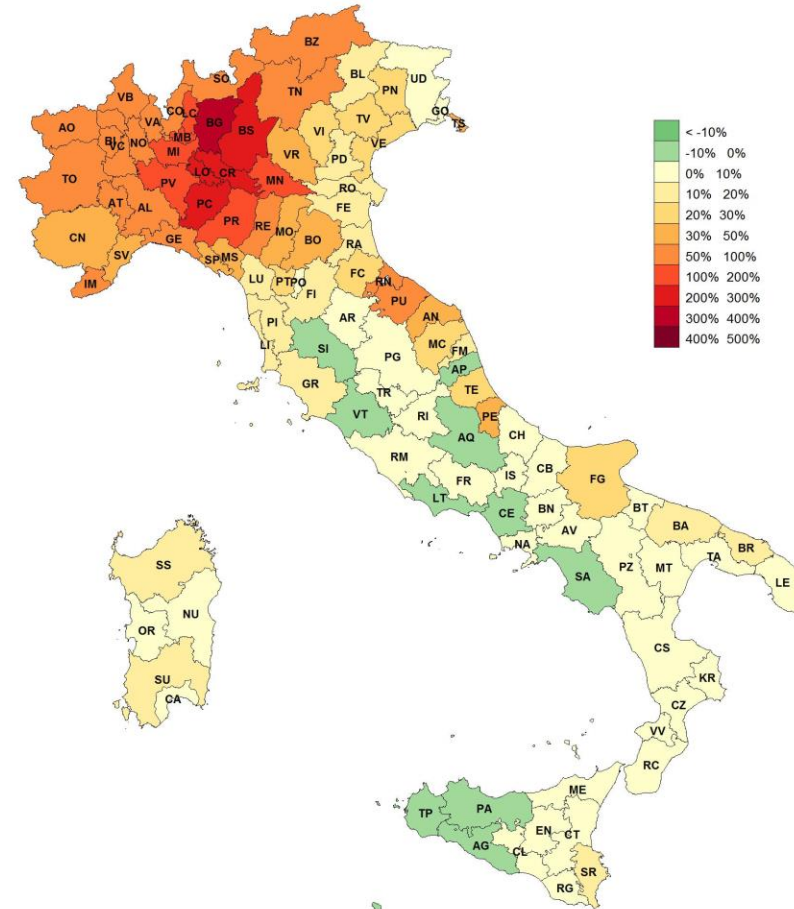 BZ
SO
BL
UD
PN
TN
VB
CO
LC
VA
BG
GO
AO
TV
TS
BS
VI
MB
BI
VC
NO
MI
VE
VR
PD
LO
CR
TO
PV
MN
RO
AT
PC
AL
FE
PR
RE
MO
BO
CN
GE
RA
SV
SP
MS
FC
LU
PT
PO
IM
FI
RN
PU
AR
AN
PI
MC
LI
SI
FM
PG
AP
GR
TE
TR
VT
RI
PE
AQ
CH
RM
CB
IS
FR
FG
LT
CE
BN
BT
AV
BA
NA
BR
SS
SA
PZ
MT
TA
LE
NU
OR
CS
SU
KR
CA
CZ
VV
RC
ME
TP
PA
EN
CT
AG
CL
SR
RG
< -10%
-10% 0%
0% 10%
10% 20%
20% 30%
30% 50%
50% 100%
100% 200%
200% 300%
300% 400%
400% 500%